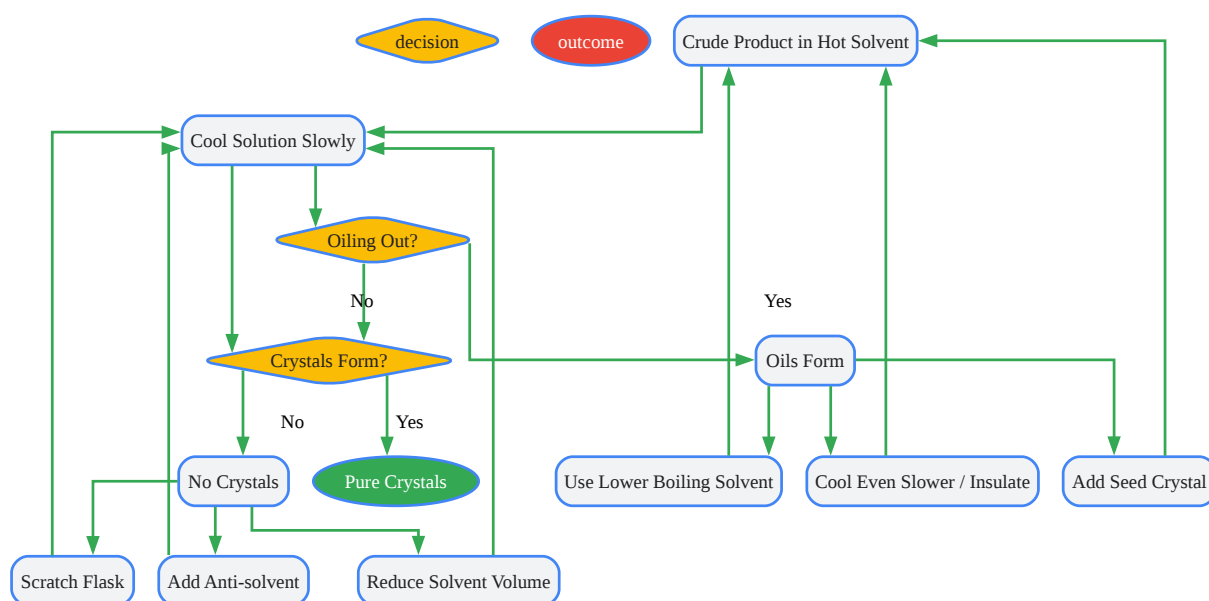 decision
outcome
Crude Product in Hot Solvent
Cool Solution Slowly
Oiling Out?
No
Yes
Crystals Form?
Oils Form
No
Yes
No Crystals
Pure Crystals
Use Lower Boiling Solvent
Cool Even Slower / Insulate
Add Seed Crystal
Scratch Flask
Add Anti-solvent
Reduce Solvent Volume